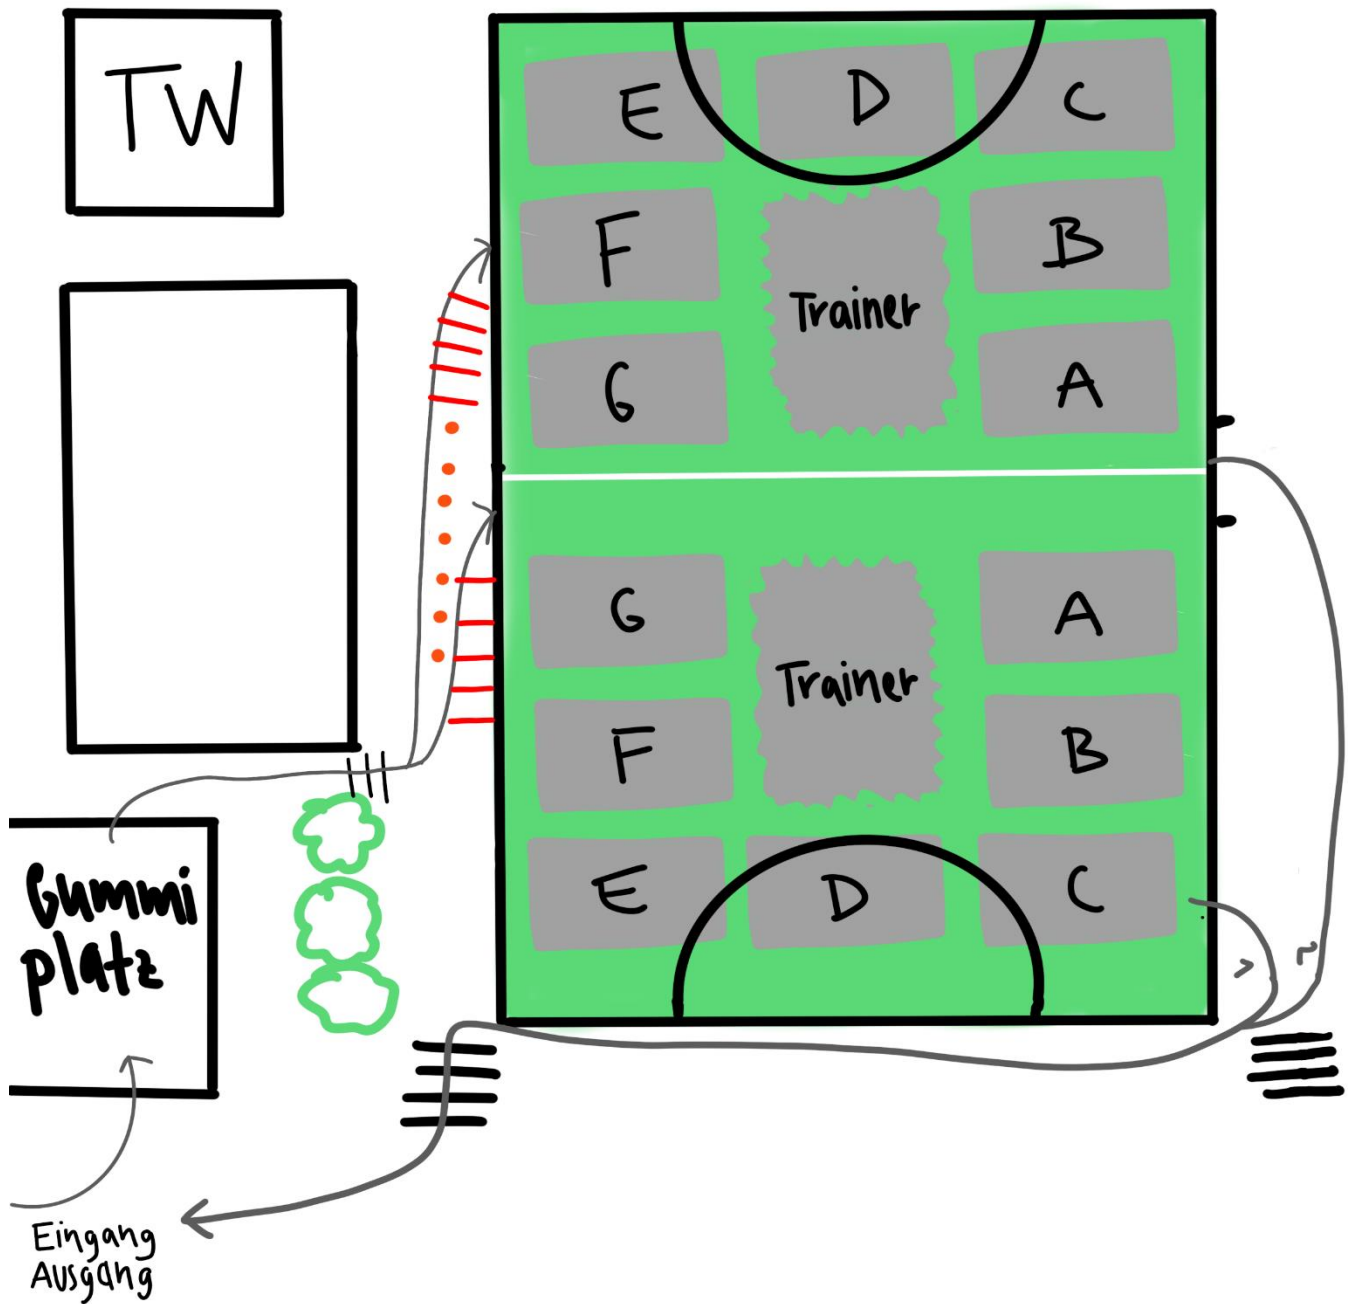 TW
E D C
F B
Trainer
G A
G A
Trainer
F B
E D C
Gummi
platz
Eingang
Ausgang